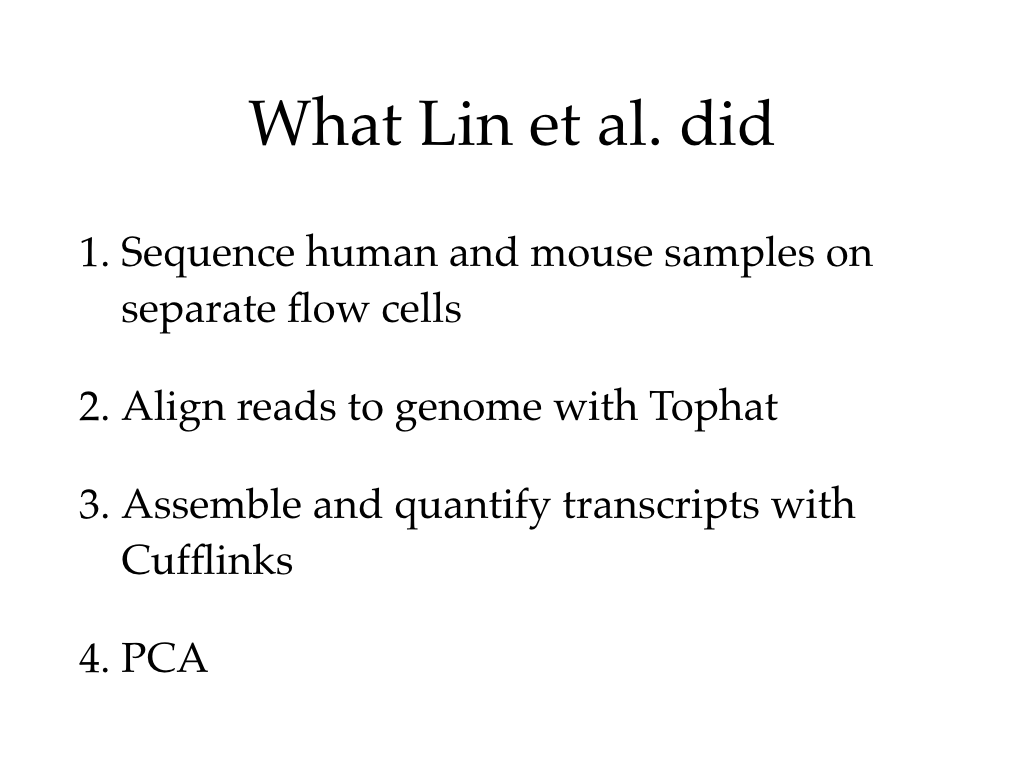 What Lin et al. did
1. Sequence human and mouse samples on
separate flow cells
2. Align reads to genome with Tophat
3. Assemble and quantify transcripts with
Cufflinks
4. PCA